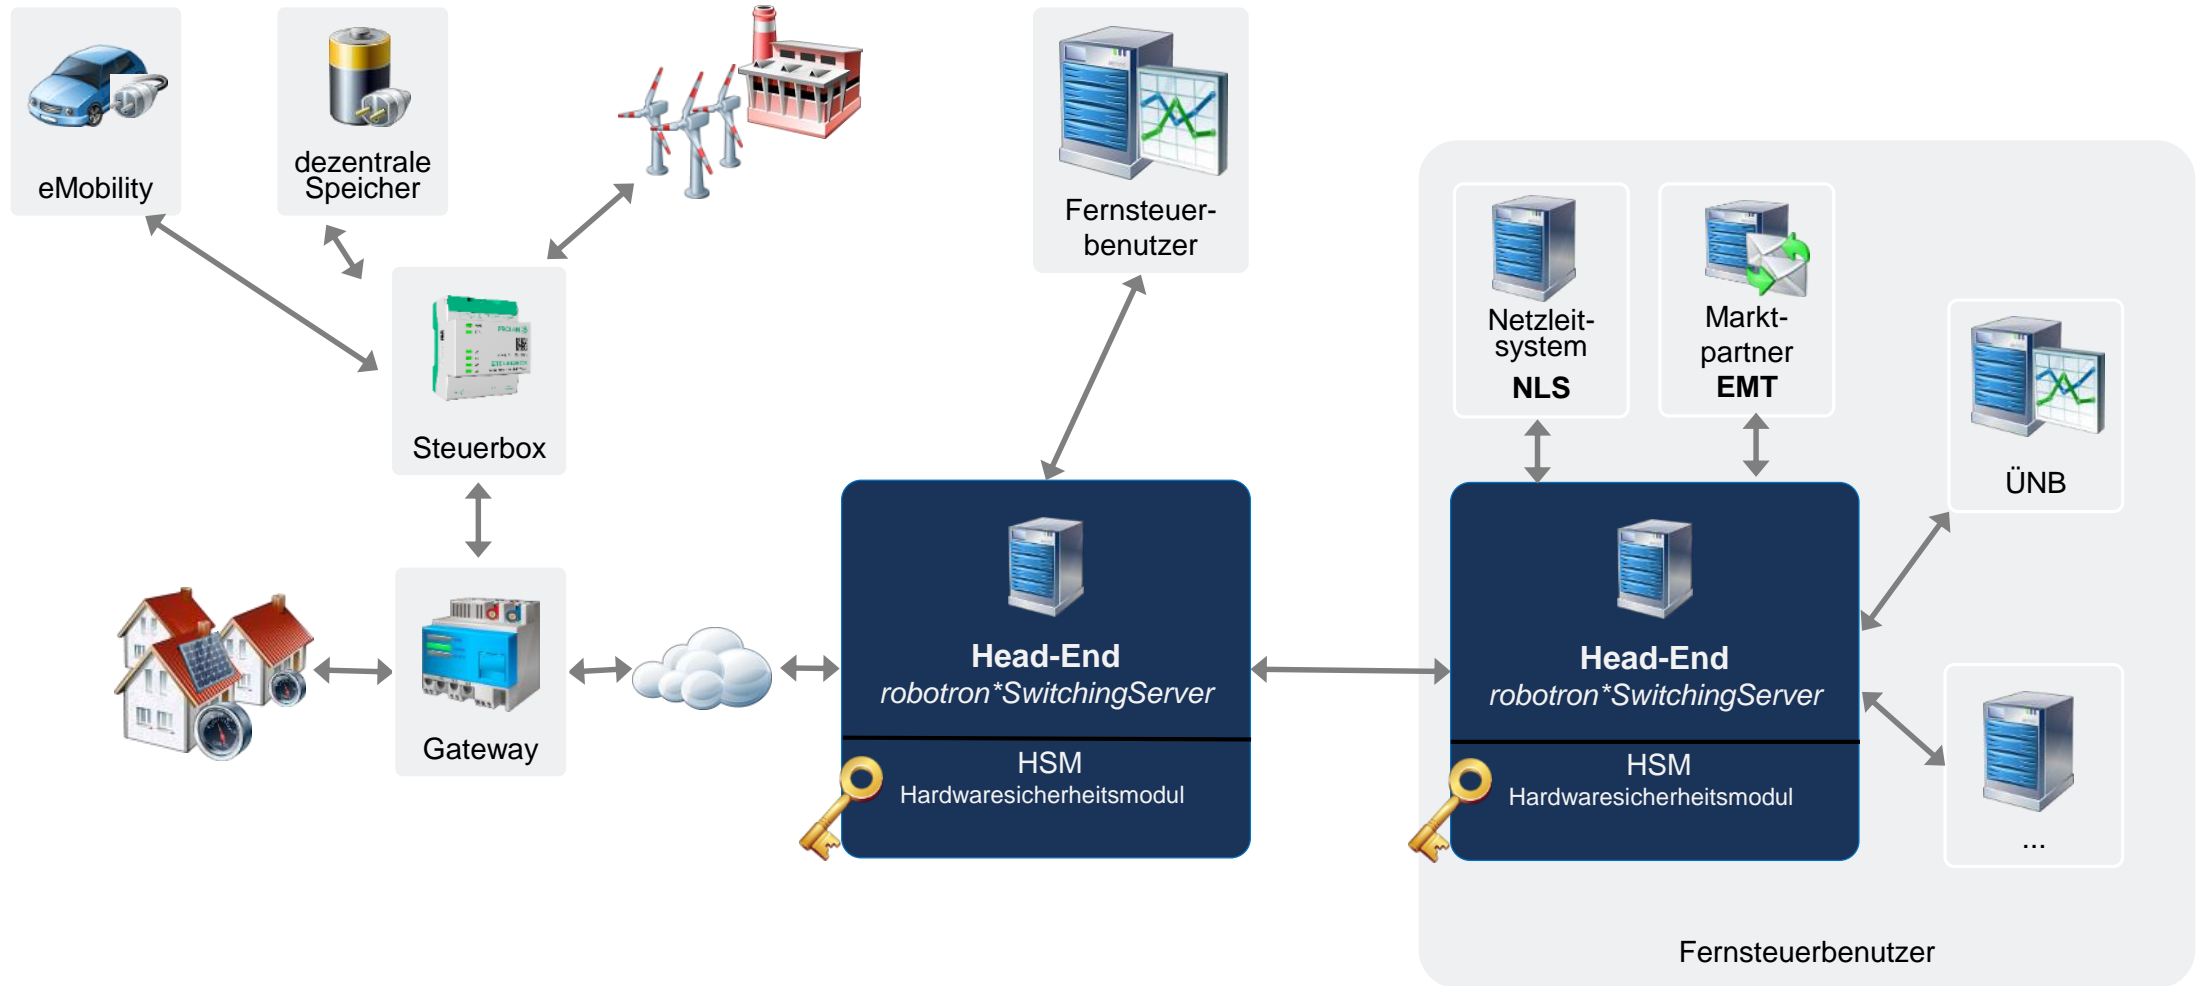 eMobility
dezentrale
Speicher
Fernsteuer-
benutzer
Steuerbox
Gateway
Head-End
robotron*SwitchingServer
HSM
Hardwaresicherheitsmodul
Netzleit-
system
NLS
Markt-
partner
EMT
ÜNB
Head-End
robotron*SwitchingServer
HSM
Hardwaresicherheitsmodul
...
Fernsteuerbenutzer